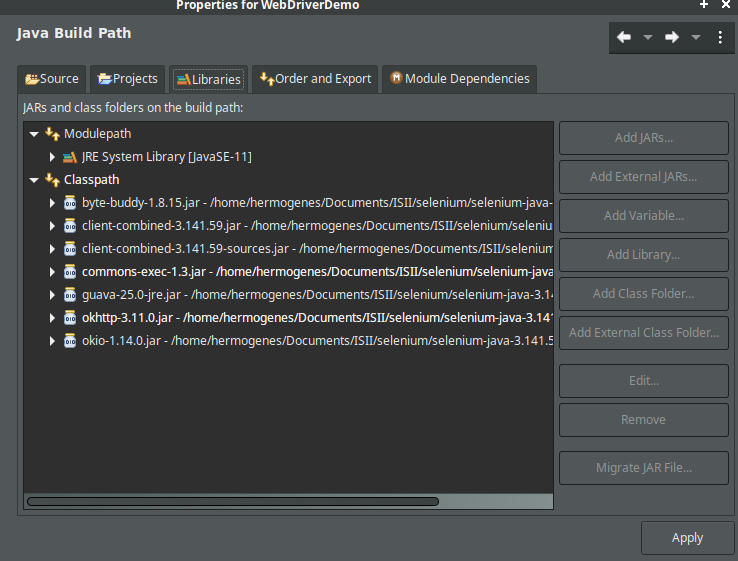 Properties for WebDriverDemo
Java Build Path
Source Projects Libraries Order and Export Module Dependencies
JARs and class folders on the build path:
Modulepath
JRE System Library [JavaSE-11]
Classpath
byte-buddy-1.8.15.jar - /home/hermogenes/Documents/ISII/selenium/selenium-java-
client-combined-3.141.59.jar - /home/hermogenes/Documents/ISII/selenium/seleniu
client-combined-3.141.59-sources.jar - /home/hermogenes/Documents/ISII/selenium
commons-exec-1.3.jar - /home/hermogenes/Documents/ISII/selenium/selenium-java
guava-25.0-jre.jar - /home/hermogenes/Documents/ISII/selenium/selenium-java-3.14
okhttp-3.11.0.jar - /home/hermogenes/Documents/ISII/selenium/selenium-java-3.141
okio-1.14.0.jar - /home/hermogenes/Documents/ISII/selenium/selenium-java-3.141.5
Add JARs...
Add External JARs...
Add Variable...
Add Library...
Add Class Folder...
Add External Class Folder...
Edit...
Remove
Migrate JAR File...
Apply